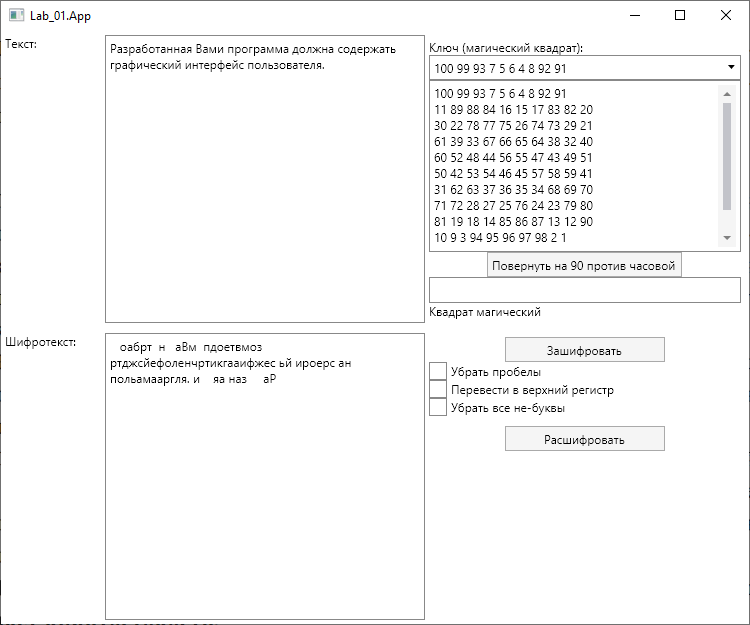 Lab_01.App
Текст:
Разработанная Вами программа должна содержать
графический интерфейс пользователя.
Ключ (магический квадрат):
100 99 93 7 5 6 4 8 92 91
100 99 93 7 5 6 4 8 92 91
11 89 88 84 16 15 17 83 82 20
30 22 78 77 75 26 74 73 29 21
61 39 33 67 66 65 64 38 32 40
60 52 48 44 56 55 47 43 49 51
50 42 53 54 46 45 57 58 59 41
31 62 63 37 36 35 34 68 69 70
71 72 28 27 25 76 24 23 79 80
81 19 18 14 85 86 87 13 12 90
10 9 3 94 95 96 97 98 2 1
Повернуть на 90 против часовой
Квадрат магический
Шифротекст:
оабрт  н   аВм  пдоетвмоз
ртджсйефоленчртикгааифжес ьй ироерс ан
польамааргля. и    яа наз     аР
Зашифровать
Убрать пробелы
Перевести в верхний регистр
Убрать все не-буквы
Расшифровать